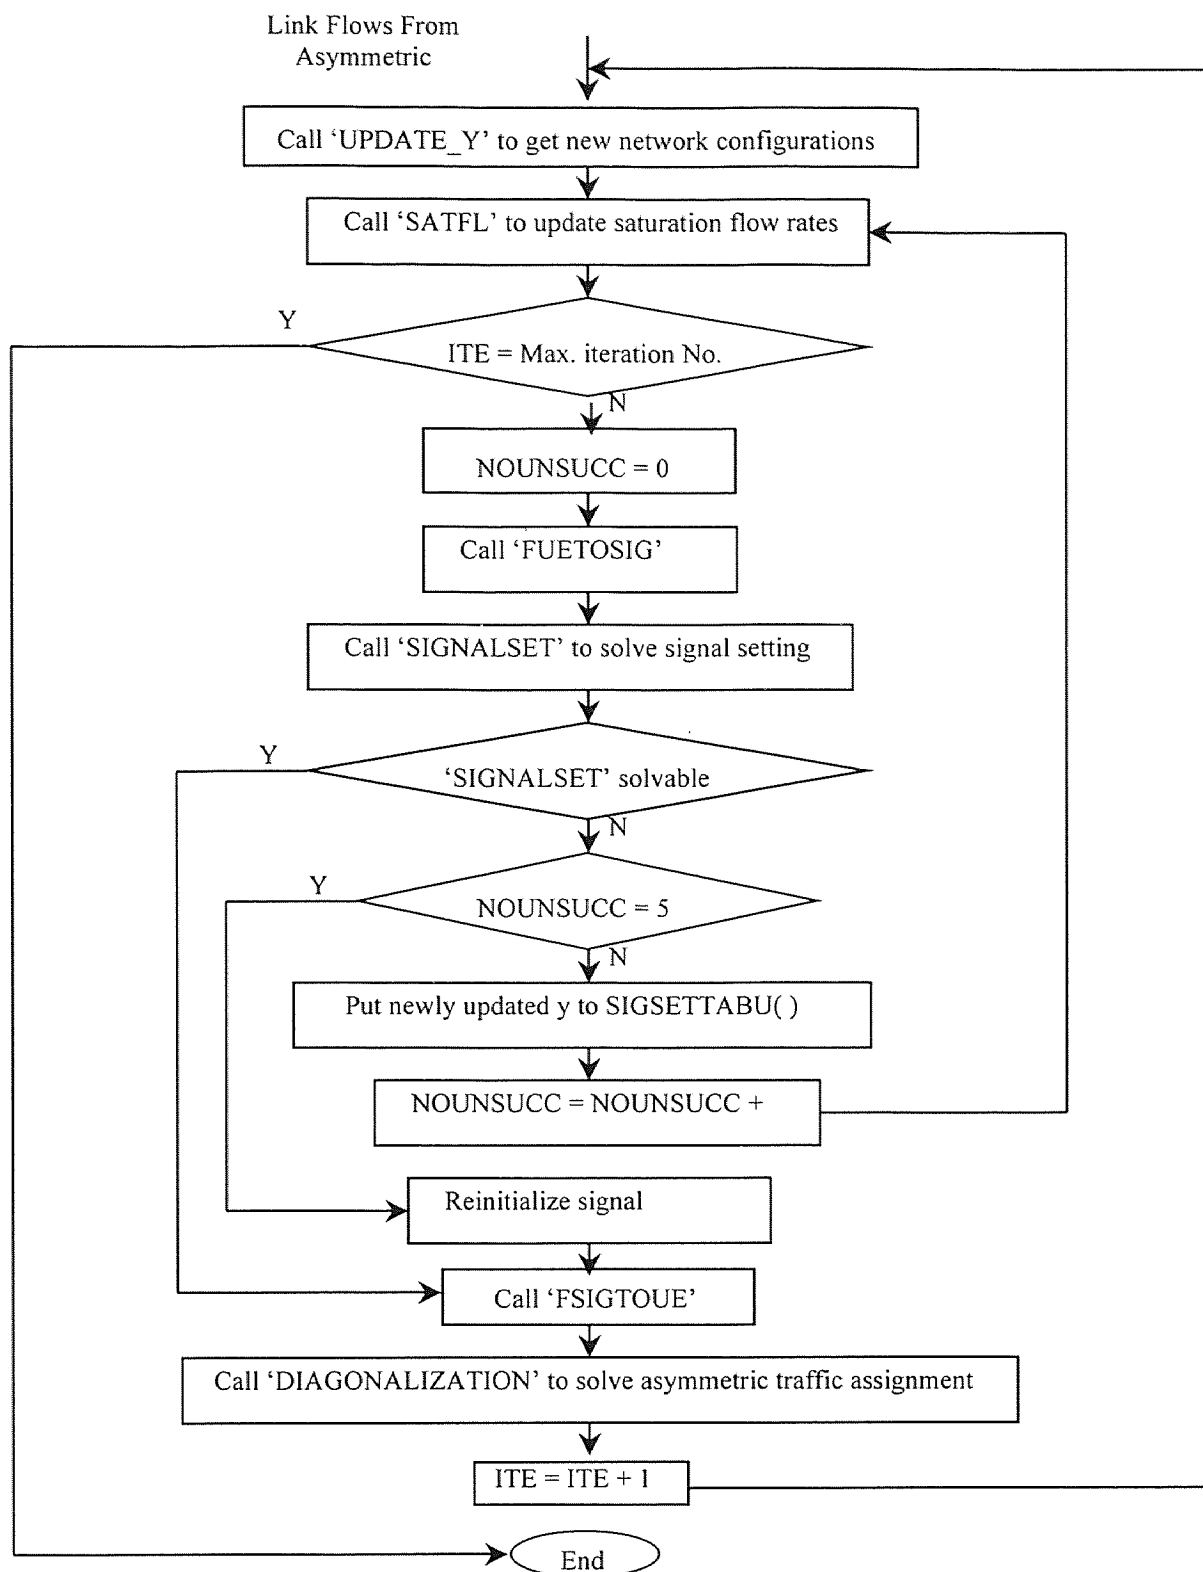 Link Flows From
Asymmetric
Call ‘UPDATE_Y’ to get new network configurations
Call ‘SATFL’ to update saturation flow rates
Y
ITE = Max. iteration No.
N
NOUNSUCC = 0
Call ‘FUETOSIG’
Call ‘SIGNALSET’ to solve signal setting
Y
‘SIGNALSET’ solvable
N
Y
NOUNSUCC = 5
N
Put newly updated y to SIGSETTABU( )
NOUNSUCC = NOUNSUCC +
Reinitialize signal
Call ‘FSIGTOUE’
Call ‘DIAGONALIZATION’ to solve asymmetric traffic assignment
ITE = ITE + 1
End